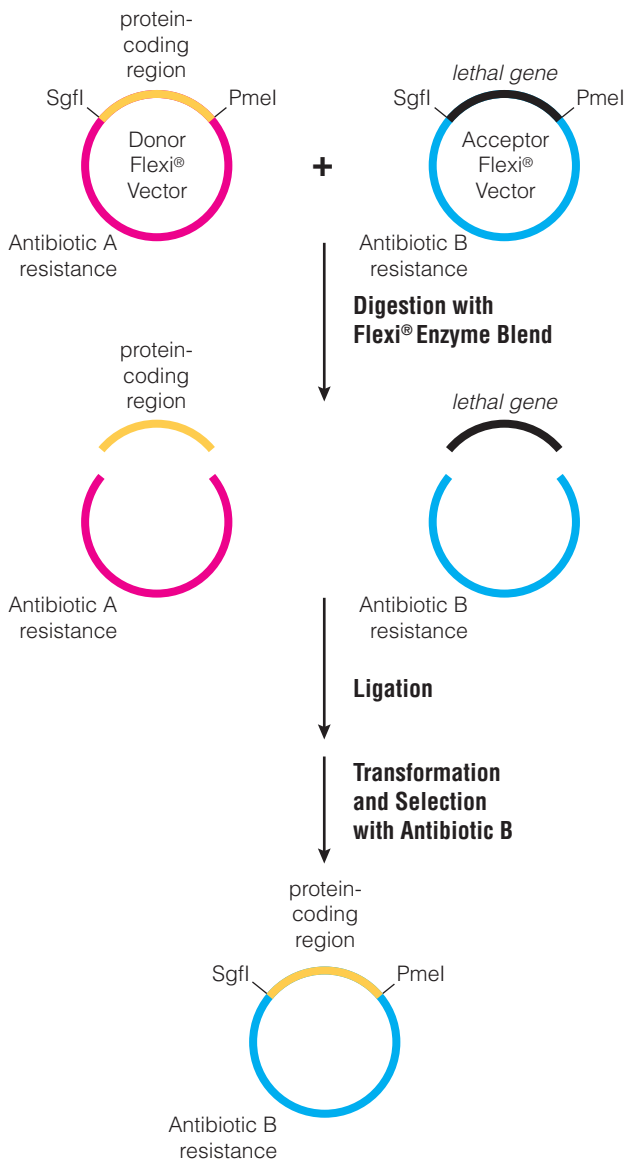 protein-
coding
region
SgfI
PmeI
Donor
Flexi®
Vector
Antibiotic A
resistance
+
lethal gene
SgfI
PmeI
Acceptor
Flexi®
Vector
Antibiotic B
resistance
Digestion with
Flexi® Enzyme Blend
protein-
coding
region
Antibiotic A
resistance
lethal gene
Antibiotic B
resistance
Ligation
Transformation
and Selection
with Antibiotic B
protein-
coding
region
SgfI
PmeI
Antibiotic B
resistance